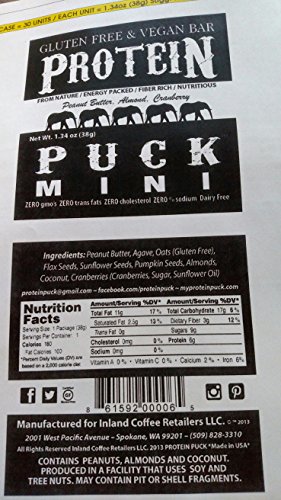 CASE = 30 UNITS / EACH UNIT = 1.34oz (38g) Sugg
GLUTEN FREE & VEGAN BAR
PROTEIN
FROM NATURE / ENERGY PACKED / FIBER RICH / NUTRITIOUS
Peanut Butter, Almond, Cranberry
Net Wt. 1.34 oz (38g)
PUCK
MINI
ZERO gmo's ZERO trans fats ZERO cholesterol ZERO % sodium Dairy Free
Ingredients: Peanut Butter, Agave, Oats (Gluten Free),
Flax Seeds, Sunflower Seeds, Pumpkin Seeds, Almonds,
Coconut, Cranberries (Cranberries, Sugar, Sunflower Oil)
proteinpuck@gmail.com ~ facebook.com/proteinpuck ~ myproteinpuck.com
Nutrition Facts
Serving Size: 1 Package (38g)
Servings Per Container: 1
Calories 180
Fat Calories 102
*Percent Daily Values (DV) are
based on a 2,000 calorie diet.
Amount/Serving %DV* Amount/Serving %DV*
Total Fat 11g 17% Total Carbohydrate 17g 6%
Saturated Fat 2.5g 13% Dietary Fiber 3g 12%
Trans Fat 0g Sugars 9g
Cholesterol 0mg 0% Protein 6g
Sodium 0mg 0%
Vitamin A 0% • Vitamin C 0% • Calcium 2% • Iron 6%
8 61592 00006 5
Manufactured for Inland Coffee Retailers LLC. © ™ 2013
2001 West Pacific Avenue – Spokane, WA 99201 – (509) 828-3310
All Rights Reserved Inland Coffee Retailers LLC. 2013 PROTEIN PUCK *Made in USA*
CONTAINS PEANUTS, ALMONDS AND COCONUT.
PRODUCED IN A FACILITY THAT USES SOY AND
TREE NUTS. MAY CONTAIN PIT OR SHELL FRAGMENTS.